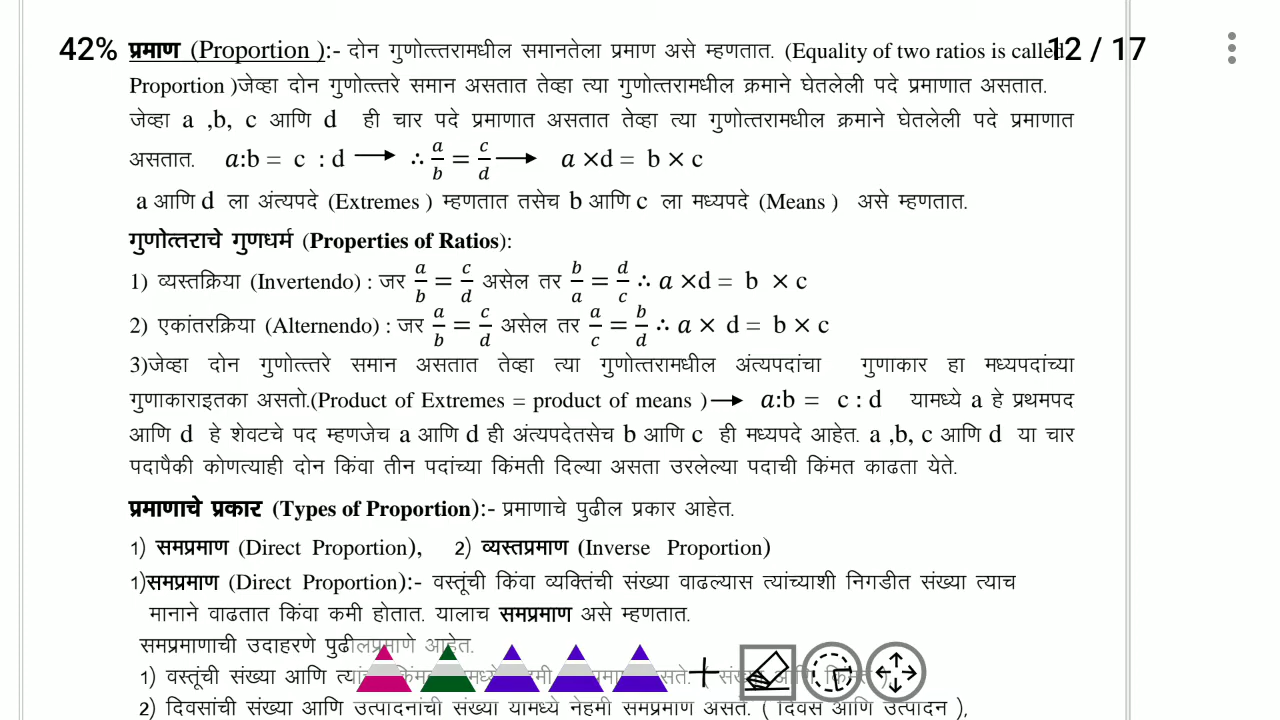 42% प्रमाण (Proportion ):- दोन गुणोत्त्तरामधील समानतेला प्रमाण असे म्हणतात. (Equality of two ratios is called 12 / 17
Proportion )जेव्हा दोन गुणोत्त्तरे समान असतात तेव्हा त्या गुणोत्तरामधील क्रमाने घेतलेली पदे प्रमाणात असतात.
जेव्हा a ,b, c आणि d ही चार पदे प्रमाणात असतात तेव्हा त्या गुणोत्तरामधील क्रमाने घेतलेली पदे प्रमाणात
असतात. a:b = c : d ⟶ ∴ a/b = c/d ⟶ a ×d = b × c
a आणि d ला अंत्यपदे (Extremes ) म्हणतात तसेच b आणि c ला मध्यपदे (Means ) असे म्हणतात.
गुणोत्तराचे गुणधर्म (Properties of Ratios):
1) व्यस्तक्रिया (Invertendo) : जर a/b = c/d असेल तर b/a = d/c ∴ a ×d = b × c
2) एकांतरक्रिया (Alternendo) : जर a/b = c/d असेल तर a/c = b/d ∴ a × d = b × c
3)जेव्हा दोन गुणोत्त्तरे समान असतात तेव्हा त्या गुणोत्तरामधील अंत्यपदांचा गुणाकार हा मध्यपदांच्या
गुणाकाराइतका असतो.(Product of Extremes = product of means )⟶ a:b = c : d यामध्ये a हे प्रथमपद
आणि d हे शेवटचे पद म्हणजेच a आणि d ही अंत्यपदेतसेच b आणि c ही मध्यपदे आहेत. a ,b, c आणि d या चार
पदापैकी कोणत्याही दोन किंवा तीन पदांच्या किंमती दिल्या असता उरलेल्या पदाची किंमत काढता येते.
प्रमाणाचे प्रकार (Types of Proportion):- प्रमाणाचे पुढील प्रकार आहेत.
1) समप्रमाण (Direct Proportion), 2) व्यस्तप्रमाण (Inverse Proportion)
1)समप्रमाण (Direct Proportion):- वस्तूंची किंवा व्यक्तिंची संख्या वाढल्यास त्यांच्याशी निगडीत संख्या त्याच
मानाने वाढतात किंवा कमी होतात. यालाच समप्रमाण असे म्हणतात.
समप्रमाणाची उदाहरणे पुढीलप्रमाणे आहेत.
1) वस्तूंची संख्या आणि
2) दिवसांची संख्या आणि उत्पादनांची संख्या यामध्ये नेहमी समप्रमाण असते. ( दिवस आणि उत्पादन ),